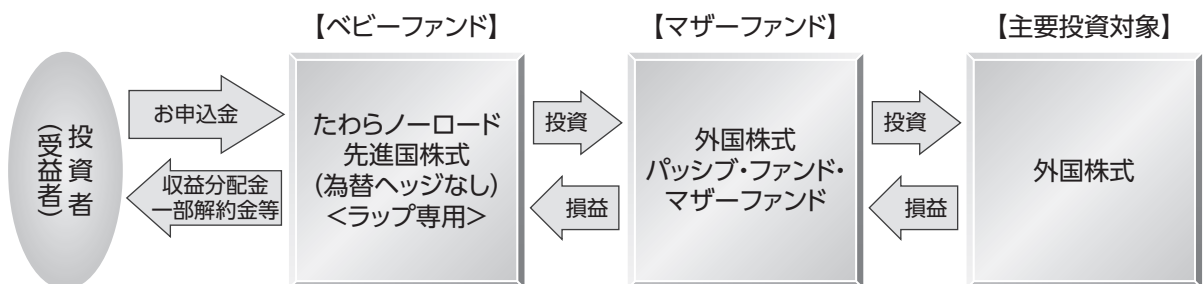 【ベビーファンド】
【マザーファンド】
【主要投資対象】
投資者
(受益者)
お申込金
収益分配金
一部解約金等
たわらノーロード
先進国株式
(為替ヘッジなし)
<ラップ専用>
投資
損益
外国株式
パッシブ・ファンド・
マザーファンド
投資
損益
外国株式